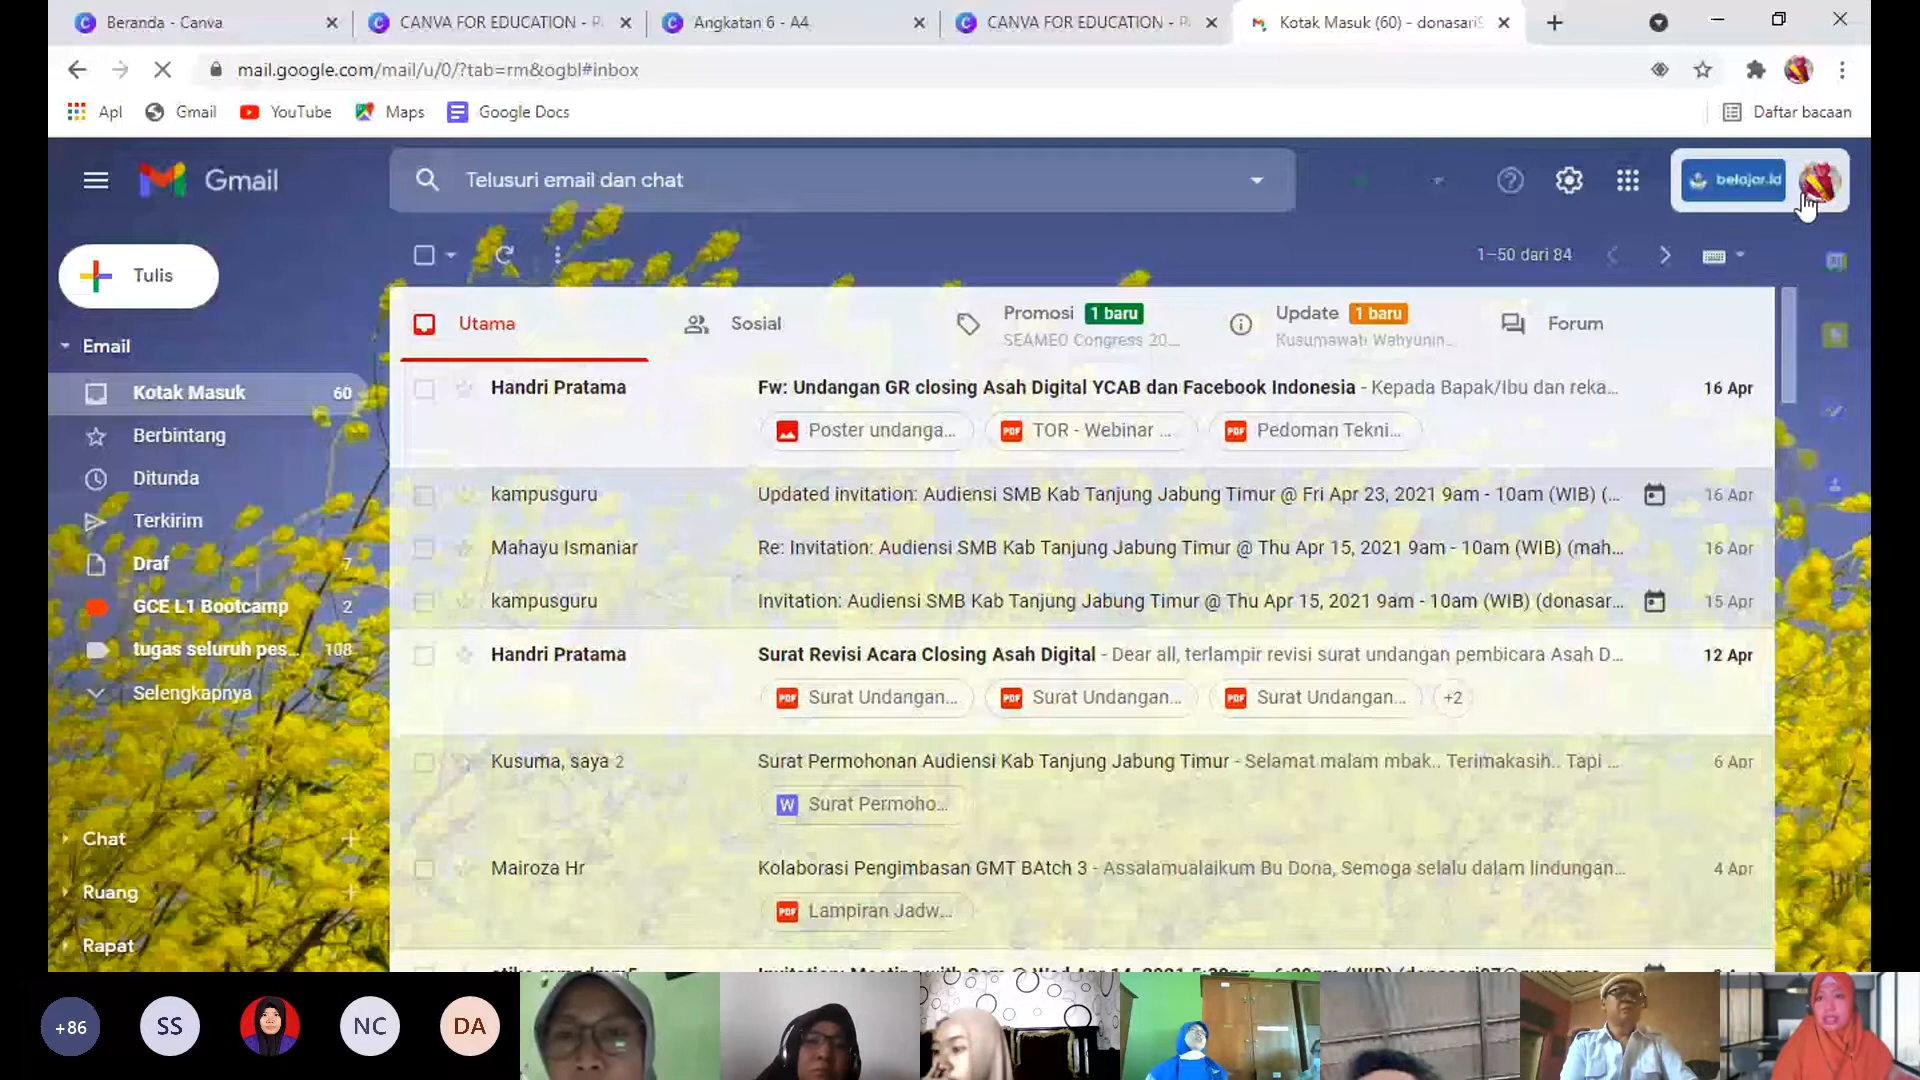 Beranda - Canva
CANVA FOR EDUCATION - P
Angkatan 6 - A4
CANVA FOR EDUCATION - P
Kotak Masuk (60) - donasari
mail.google.com/mail/u/0/?tab=rm&ogbl#inbox
Apl
Gmail
YouTube
Maps
Google Docs
Daftar bacaan
Gmail
Telusuri email dan chat
belajar.id
Tulis
1–50 dari 84
Email
Kotak Masuk 60
Berbintang
Ditunda
Terkirim
Draf 7
GCE L1 Bootcamp 2
tugas seluruh pes... 108
Selengkapnya
Chat
Ruang
Rapat
Utama
Sosial
Promosi 1 baru
SEAMEO Congress 20...
Update 1 baru
Kusumawati Wahyunin...
Forum
Handri Pratama Fw: Undangan GR closing Asah Digital YCAB dan Facebook Indonesia - Kepada Bapak/Ibu dan reka... 16 Apr
Poster undanga... PDF TOR - Webinar ... PDF Pedoman Tekni...
kampusguru Updated invitation: Audiensi SMB Kab Tanjung Jabung Timur @ Fri Apr 23, 2021 9am - 10am (WIB) (... 16 Apr
Mahayu Ismaniar Re: Invitation: Audiensi SMB Kab Tanjung Jabung Timur @ Thu Apr 15, 2021 9am - 10am (WIB) (mah... 16 Apr
kampusguru Invitation: Audiensi SMB Kab Tanjung Jabung Timur @ Thu Apr 15, 2021 9am - 10am (WIB) (donasar... 15 Apr
Handri Pratama Surat Revisi Acara Closing Asah Digital - Dear all, terlampir revisi surat undangan pembicara Asah D... 12 Apr
PDF Surat Undangan... PDF Surat Undangan... PDF Surat Undangan... +2
Kusuma, saya 2 Surat Permohonan Audiensi Kab Tanjung Jabung Timur - Selamat malam mbak.. Terimakasih.. Tapi ... 6 Apr
W Surat Permoho...
Mairoza Hr Kolaborasi Pengimbasan GMT BAtch 3 - Assalamualaikum Bu Dona, Semoga selalu dalam lindungan... 4 Apr
PDF Lampiran Jadw...
+86
SS
NC
DA